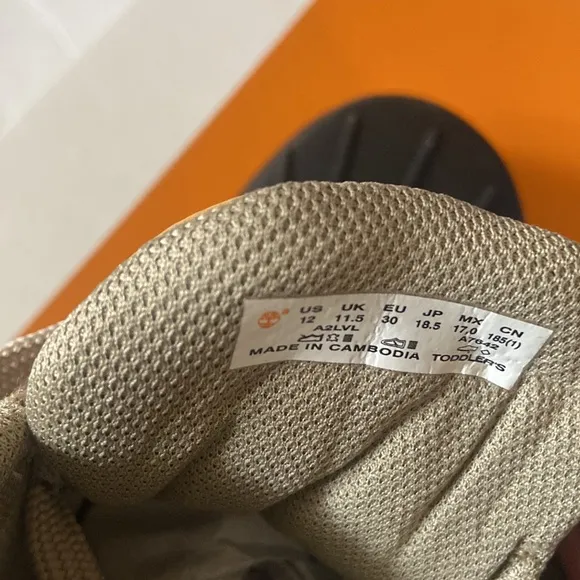 US UK EU JP MX CN
12 11.5 30 18.5 17,0 185(1)
A2LVL A7642
MADE IN CAMBODIA TODDLER'S